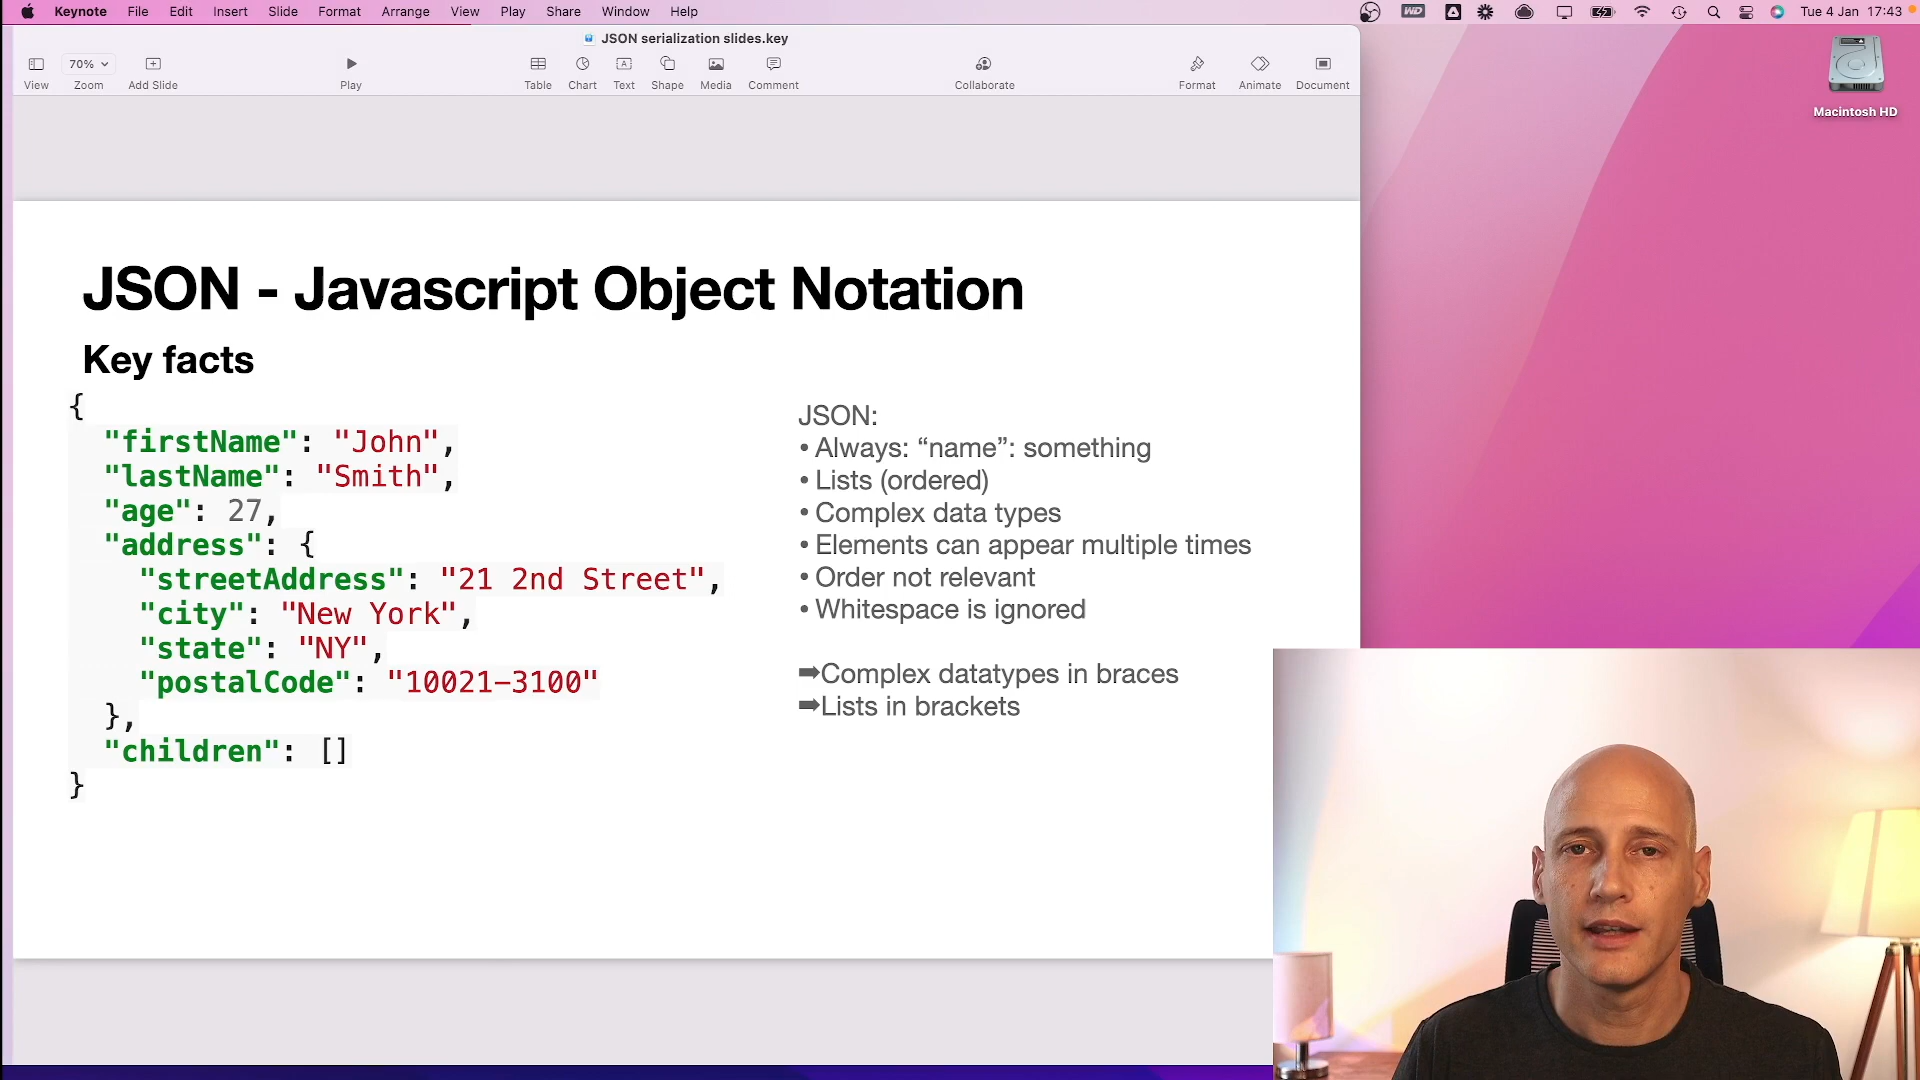 Keynote File Edit Insert Slide Format Arrange View Play Share Window Help
WD
Tue 4 Jan 17:43
JSON serialization slides.key
70%
View Zoom Add Slide Play Table Chart Text Shape Media Comment Collaborate Format Animate Document
Macintosh HD
JSON - Javascript Object Notation
Key facts
{
"firstName": "John",
"lastName": "Smith",
"age": 27,
"address": {
"streetAddress": "21 2nd Street",
"city": "New York",
"state": "NY",
"postalCode": "10021-3100"
},
"children": []
}
JSON:
• Always: “name”: something
• Lists (ordered)
• Complex data types
• Elements can appear multiple times
• Order not relevant
• Whitespace is ignored
➡Complex datatypes in braces
➡Lists in brackets